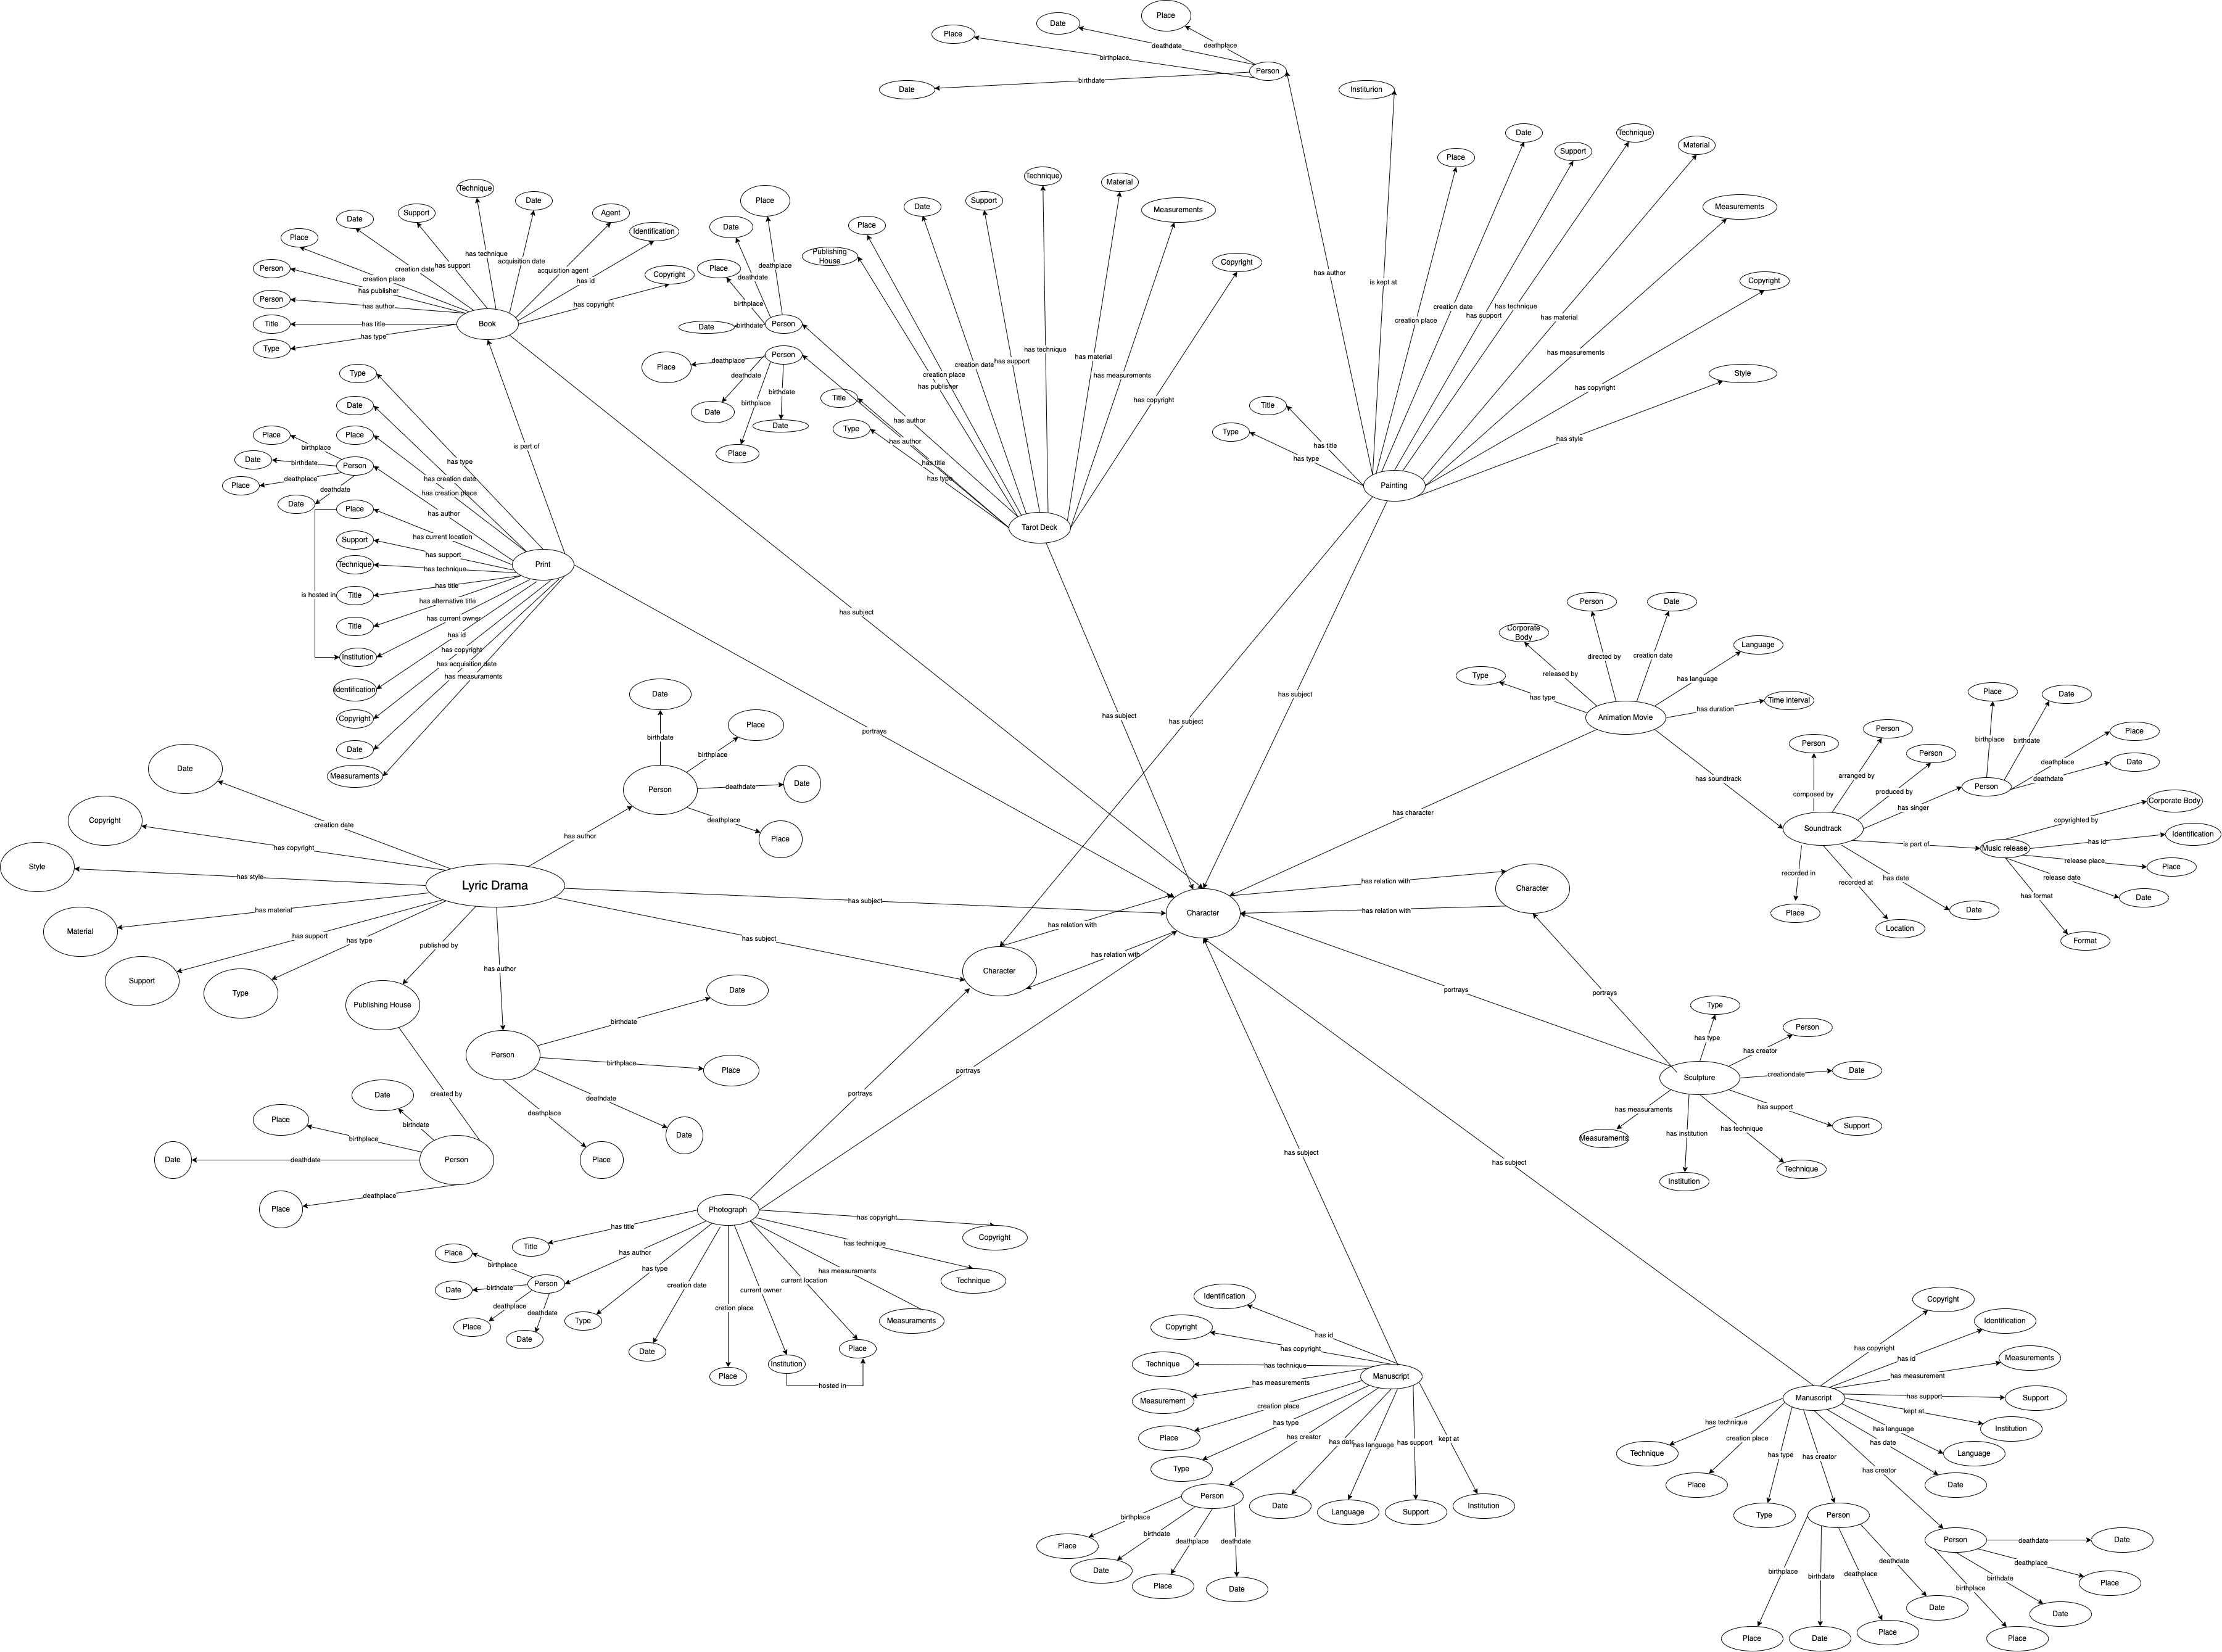 Place
Date
Place
deathdate
deathplace
birthplace
Person
birthdate
Date
Institurion
Date
Technique
Place
Support
Material
Measurements
Copyright
Style
has author
is kept at
creation place
creation date
has support
has technique
has material
has measurements
has copyright
has style
Title
Type
has title
has type
Painting
Technique
Date
Support
Agent
Date
Place
Identification
Person
Copyright
Person
Title
Type
has technique
acquisition date
has support
creation date
acquisition agent
creation place
has id
has publisher
has copyright
has author
has title
has type
Book
Place
Date
Place
Date
deathplace
deathdate
birthplace
birthdate
Person
Person
Place
deathplace
deathdate
birthplace
birthdate
Date
Date
Place
Technique
Material
Support
Date
Measurements
Place
Publishing
House
Copyright
Title
Type
has technique
has material
has support
creation date
creation place
has measurements
has publisher
has copyright
has author
has author
has title
has type
Tarot Deck
Type
Date
Place
Place
birthplace
Date
birthdate
Person
Place
deathplace
deathdate
Date
Place
Support
Technique
is hosted in
Title
Title
Institution
Identification
Copyright
Date
Measuraments
is part of
has type
has creation date
has creation place
has author
has current location
has support
has technique
has title
has alternative title
has current owner
has id
has copyright
has acquisition date
has measuraments
Print
has subject
has subject
has subject
has subject
portrays
Person
Date
Corporate
Body
Language
Type
Time interval
directed by
creation date
released by
has language
has type
has duration
Animation Movie
has soundtrack
has character
Place
Date
Person
Person
Person
Place
Date
birthplace
birthdate
deathplace
deathdate
Person
composed by
arranged by
produced by
has singer
Soundtrack
is part of
Music release
Corporate Body
Identification
Place
Date
Format
copyrighted by
has id
release place
release date
has format
recorded in
recorded at
has date
Place
Location
Date
Date
Place
Date
Place
birthdate
birthplace
deathdate
deathplace
Person
has author
Date
Copyright
Style
Material
Support
Type
creation date
has copyright
has style
has material
has support
has type
Lyric Drama
has subject
has subject
published by
has author
Publishing House
created by
Person
Date
Place
Date
Place
birthdate
birthplace
deathdate
deathplace
Person
Date
Place
Date
Place
birthdate
birthplace
deathdate
deathplace
Character
Character
Character
has relation with
has relation with
has relation with
has relation with
portrays
portrays
Type
Person
Date
Support
Technique
Institution
Measuraments
has type
has creator
creationdate
has support
has technique
has institution
has measuraments
Sculpture
portrays
portrays
has subject
has subject
Photograph
has title
Title
has author
Person
Place
Date
Place
Date
birthplace
birthdate
deathplace
deathdate
has type
Type
creation date
Date
cretion place
Place
current owner
Institution
hosted in
current location
Place
has measuraments
Measuraments
has technique
Technique
has copyright
Copyright
Identification
Copyright
Technique
Measurement
Place
Type
has id
has copyright
has technique
has measurements
creation place
has type
has creator
has date
has language
has support
kept at
Manuscript
Person
Date
Language
Support
Institution
birthplace
birthdate
deathplace
deathdate
Place
Date
Place
Date
Copyright
Identification
Measurements
Support
Institution
Language
Date
has copyright
has id
has measurement
has support
kept at
has language
has date
Manuscript
has technique
creation place
has type
has creator
has creator
Technique
Place
Type
Person
birthplace
birthdate
deathplace
deathdate
Place
Date
Place
Date
Person
deathdate
deathplace
birthdate
birthplace
Date
Place
Date
Place